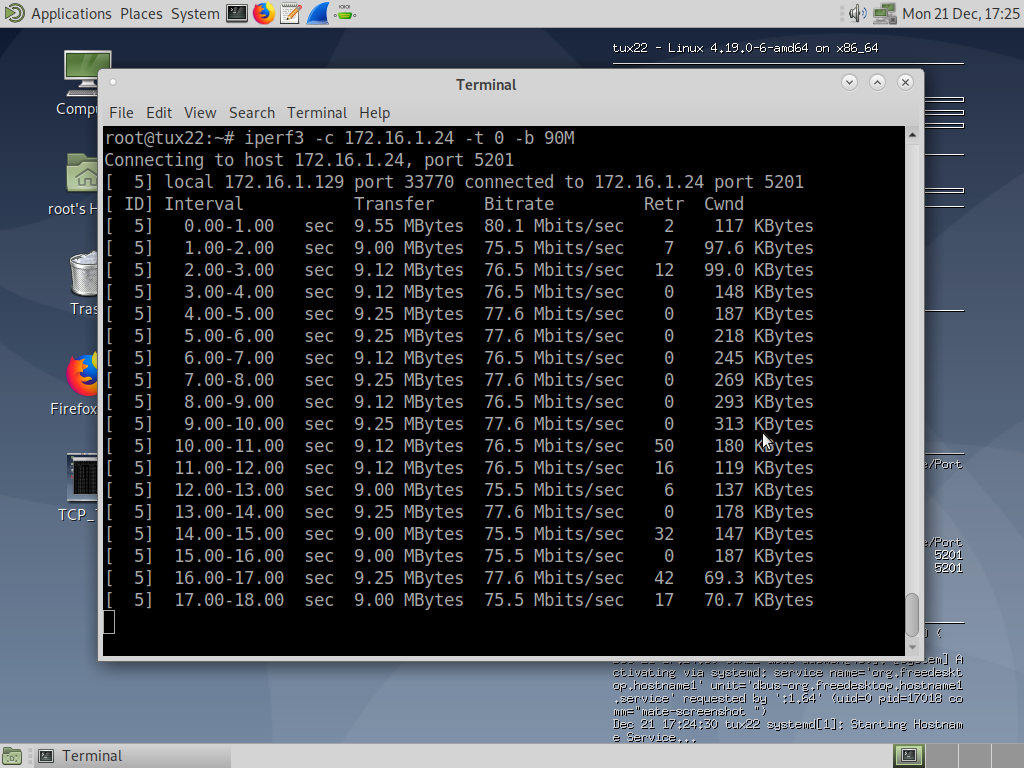 Applications Places System Mon 21 Dec, 17:25
tux22 - Linux 4.19.0-6-amd64 on x86_64
Terminal
File Edit View Search Terminal Help
root@tux22:~# iperf3 -c 172.16.1.24 -t 0 -b 90M
Connecting to host 172.16.1.24, port 5201
[  5] local 172.16.1.129 port 33770 connected to 172.16.1.24 port 5201
[ ID] Interval           Transfer     Bitrate         Retr  Cwnd
[  5]   0.00-1.00   sec  9.55 MBytes  80.1 Mbits/sec    2    117 KBytes
[  5]   1.00-2.00   sec  9.00 MBytes  75.5 Mbits/sec    7   97.6 KBytes
[  5]   2.00-3.00   sec  9.12 MBytes  76.5 Mbits/sec   12   99.0 KBytes
[  5]   3.00-4.00   sec  9.12 MBytes  76.5 Mbits/sec    0    148 KBytes
[  5]   4.00-5.00   sec  9.25 MBytes  77.6 Mbits/sec    0    187 KBytes
[  5]   5.00-6.00   sec  9.25 MBytes  77.6 Mbits/sec    0    218 KBytes
[  5]   6.00-7.00   sec  9.12 MBytes  76.5 Mbits/sec    0    245 KBytes
[  5]   7.00-8.00   sec  9.25 MBytes  77.6 Mbits/sec    0    269 KBytes
[  5]   8.00-9.00   sec  9.12 MBytes  76.5 Mbits/sec    0    293 KBytes
[  5]   9.00-10.00  sec  9.25 MBytes  77.6 Mbits/sec    0    313 KBytes
[  5]  10.00-11.00  sec  9.12 MBytes  76.5 Mbits/sec   50    180 KBytes
[  5]  11.00-12.00  sec  9.12 MBytes  76.5 Mbits/sec   16    119 KBytes
[  5]  12.00-13.00  sec  9.00 MBytes  75.5 Mbits/sec    6    137 KBytes
[  5]  13.00-14.00  sec  9.25 MBytes  77.6 Mbits/sec    0    178 KBytes
[  5]  14.00-15.00  sec  9.00 MBytes  75.5 Mbits/sec   32    147 KBytes
[  5]  15.00-16.00  sec  9.00 MBytes  75.5 Mbits/sec    0    187 KBytes
[  5]  16.00-17.00  sec  9.25 MBytes  77.6 Mbits/sec   42   69.3 KBytes
[  5]  17.00-18.00  sec  9.00 MBytes  75.5 Mbits/sec   17   70.7 KBytes
Compu
root's H
Tras
Firefox
TCP_
e/Port
e/Port
5201
5201
) (
A
ctivating via systemd: service name='org.freedeskt
op.hostname1' unit='dbus-org.freedesktop.hostname1
.service' requested by ':1.64' (uid=0 pid=17018 co
mm="mate-screenshot ")
Dec 21 17:24:30 tux22 systemd[1]: Starting Hostnam
e Service...
Terminal